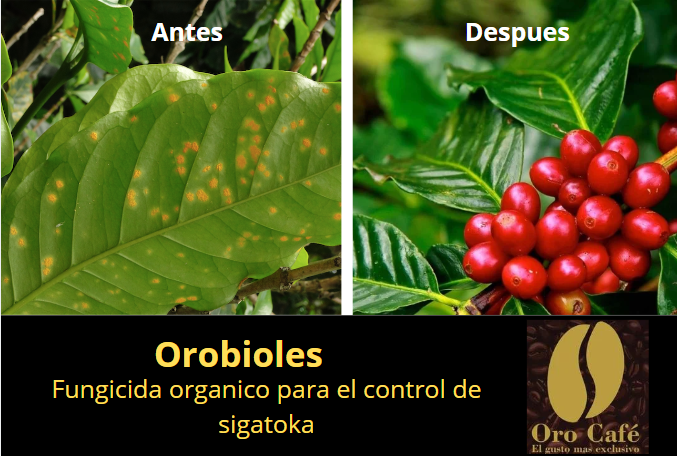 Antes
Despues
Orobioles
Fungicida organico para el control de
sigatoka
Oro Café
El gusto mas exclusivo